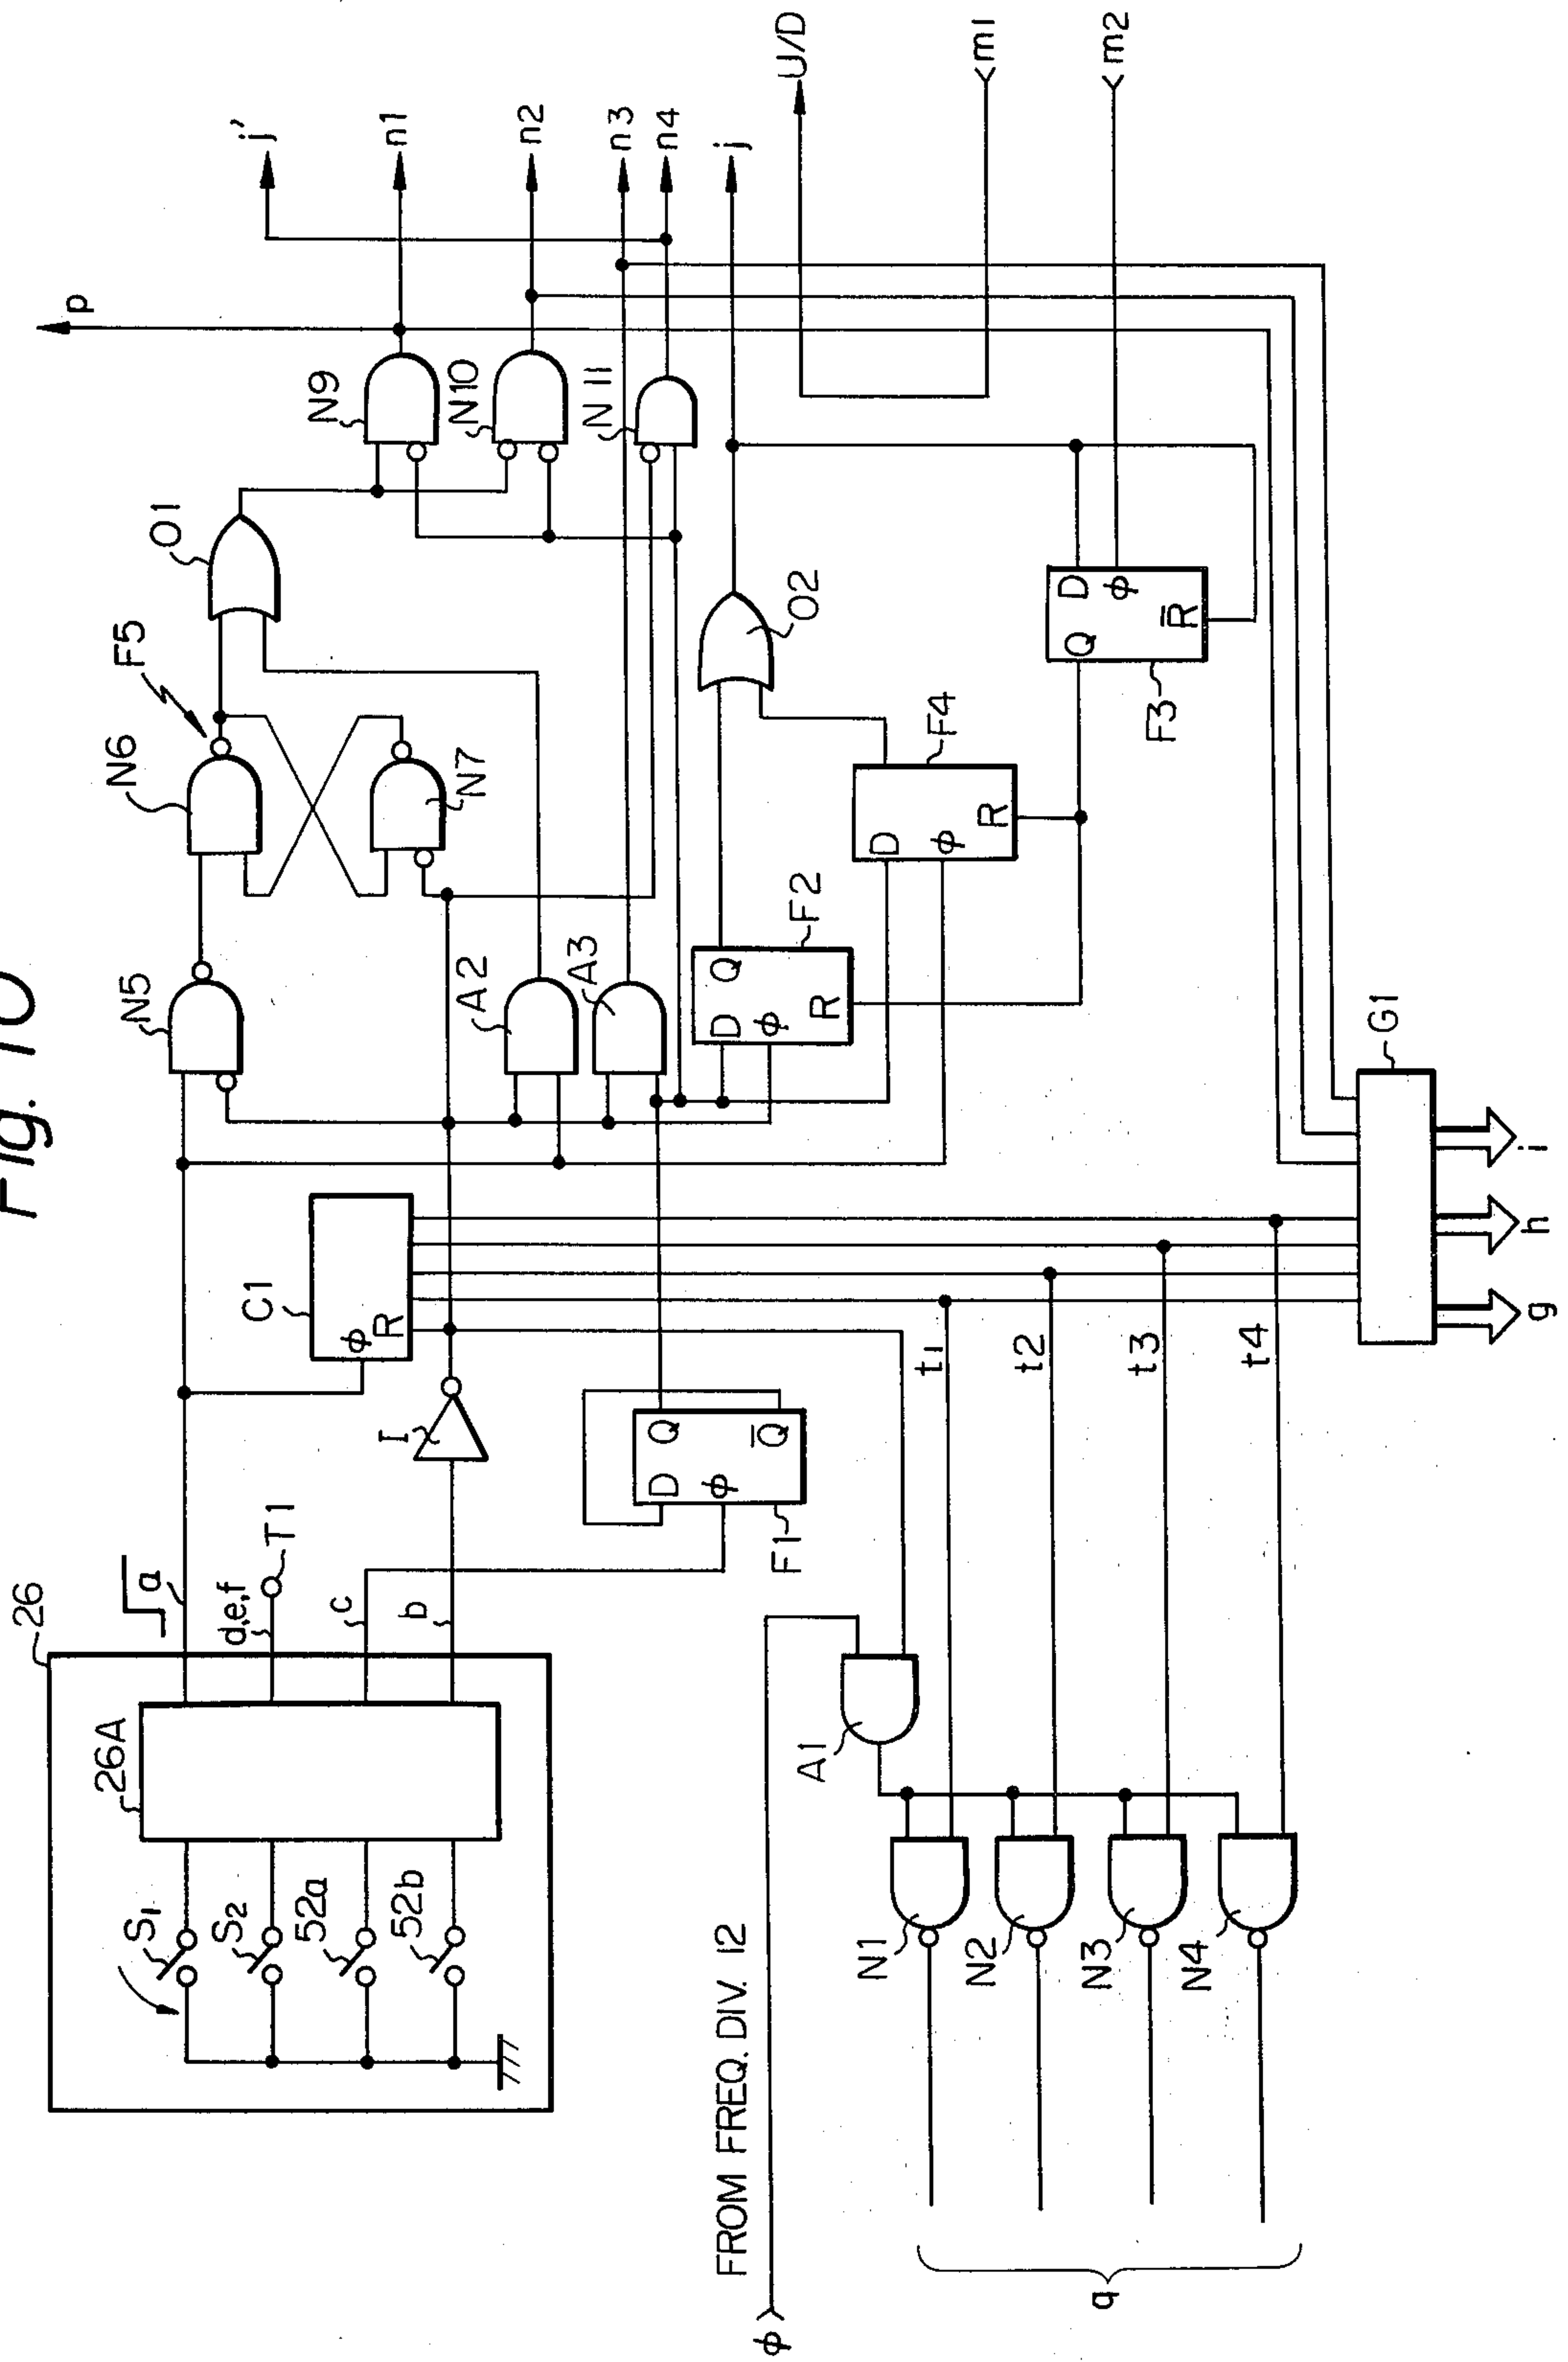 Fig. 10
26
26A
S1
S2
52a
52b
a
d,e,f
T1
c
b
I
C1
φ
R
N5
N6
F5
N7
O1
A2
A3
N9
N10
N11
p
j'
n1
n2
n3
n4
j
U/D
m1
m2
F1
D
Q
φ
Q̅
F2
D
Q
φ
R
F4
D
φ
R
O2
F3
Q
D
φ
R̅
FROM FREQ. DIV. 12
φ
A1
N1
N2
N3
N4
q
t1
t2
t3
t4
G1
g
h
i